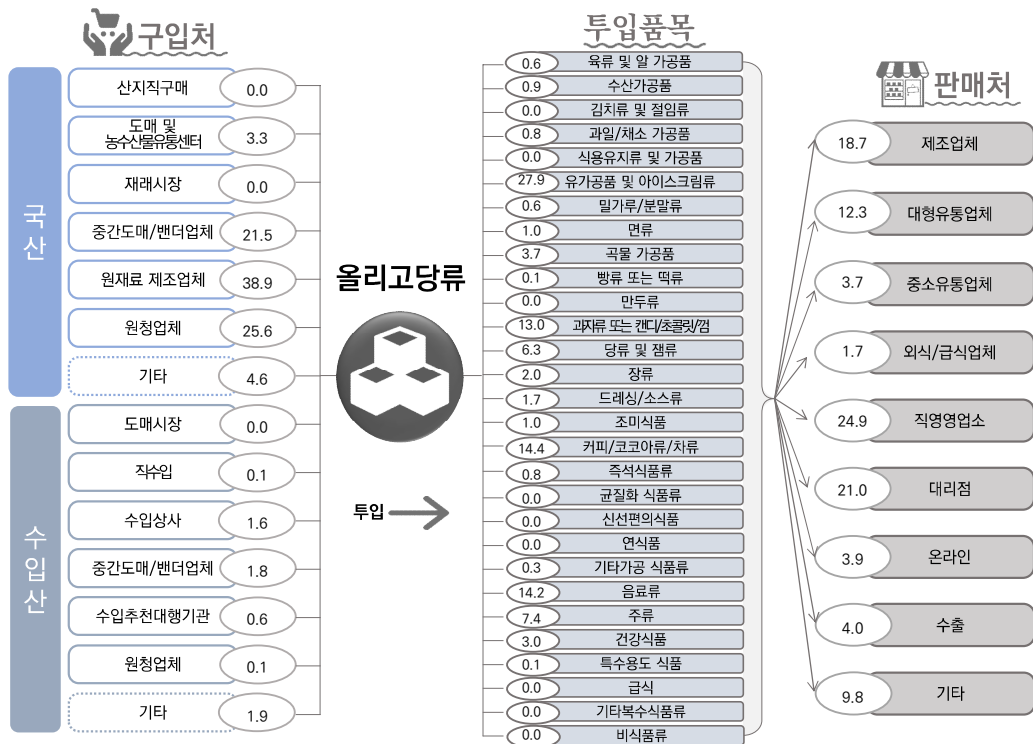 구입처
국산
산지직구매 0.0
도매 및
농수산물유통센터 3.3
재래시장 0.0
중간도매/밴더업체 21.5
원재료 제조업체 38.9
원청업체 25.6
기타 4.6
수입산
도매시장 0.0
직수입 0.1
수입상사 1.6
중간도매/밴더업체 1.8
수입추천대행기관 0.6
원청업체 0.1
기타 1.9
올리고당류
투입
투입품목
0.6 육류 및 알 가공품
0.9 수산가공품
0.0 김치류 및 절임류
0.8 과일/채소 가공품
0.0 식용유지류 및 가공품
27.9 유가공품 및 아이스크림류
0.6 밀가루/분말류
1.0 면류
3.7 곡물 가공품
0.1 빵류 또는 떡류
0.0 만두류
13.0 과자류 또는 캔디/초콜릿/껌
6.3 당류 및 잼류
2.0 장류
1.7 드레싱/소스류
1.0 조미식품
14.4 커피/코코아류/차류
0.8 즉석식품류
0.0 균질화 식품류
0.0 신선편의식품
0.0 연식품
0.3 기타가공 식품류
14.2 음료류
7.4 주류
3.0 건강식품
0.1 특수용도 식품
0.0 급식
0.0 기타복수식품류
0.0 비식품류
판매처
18.7 제조업체
12.3 대형유통업체
3.7 중소유통업체
1.7 외식/급식업체
24.9 직영영업소
21.0 대리점
3.9 온라인
4.0 수출
9.8 기타